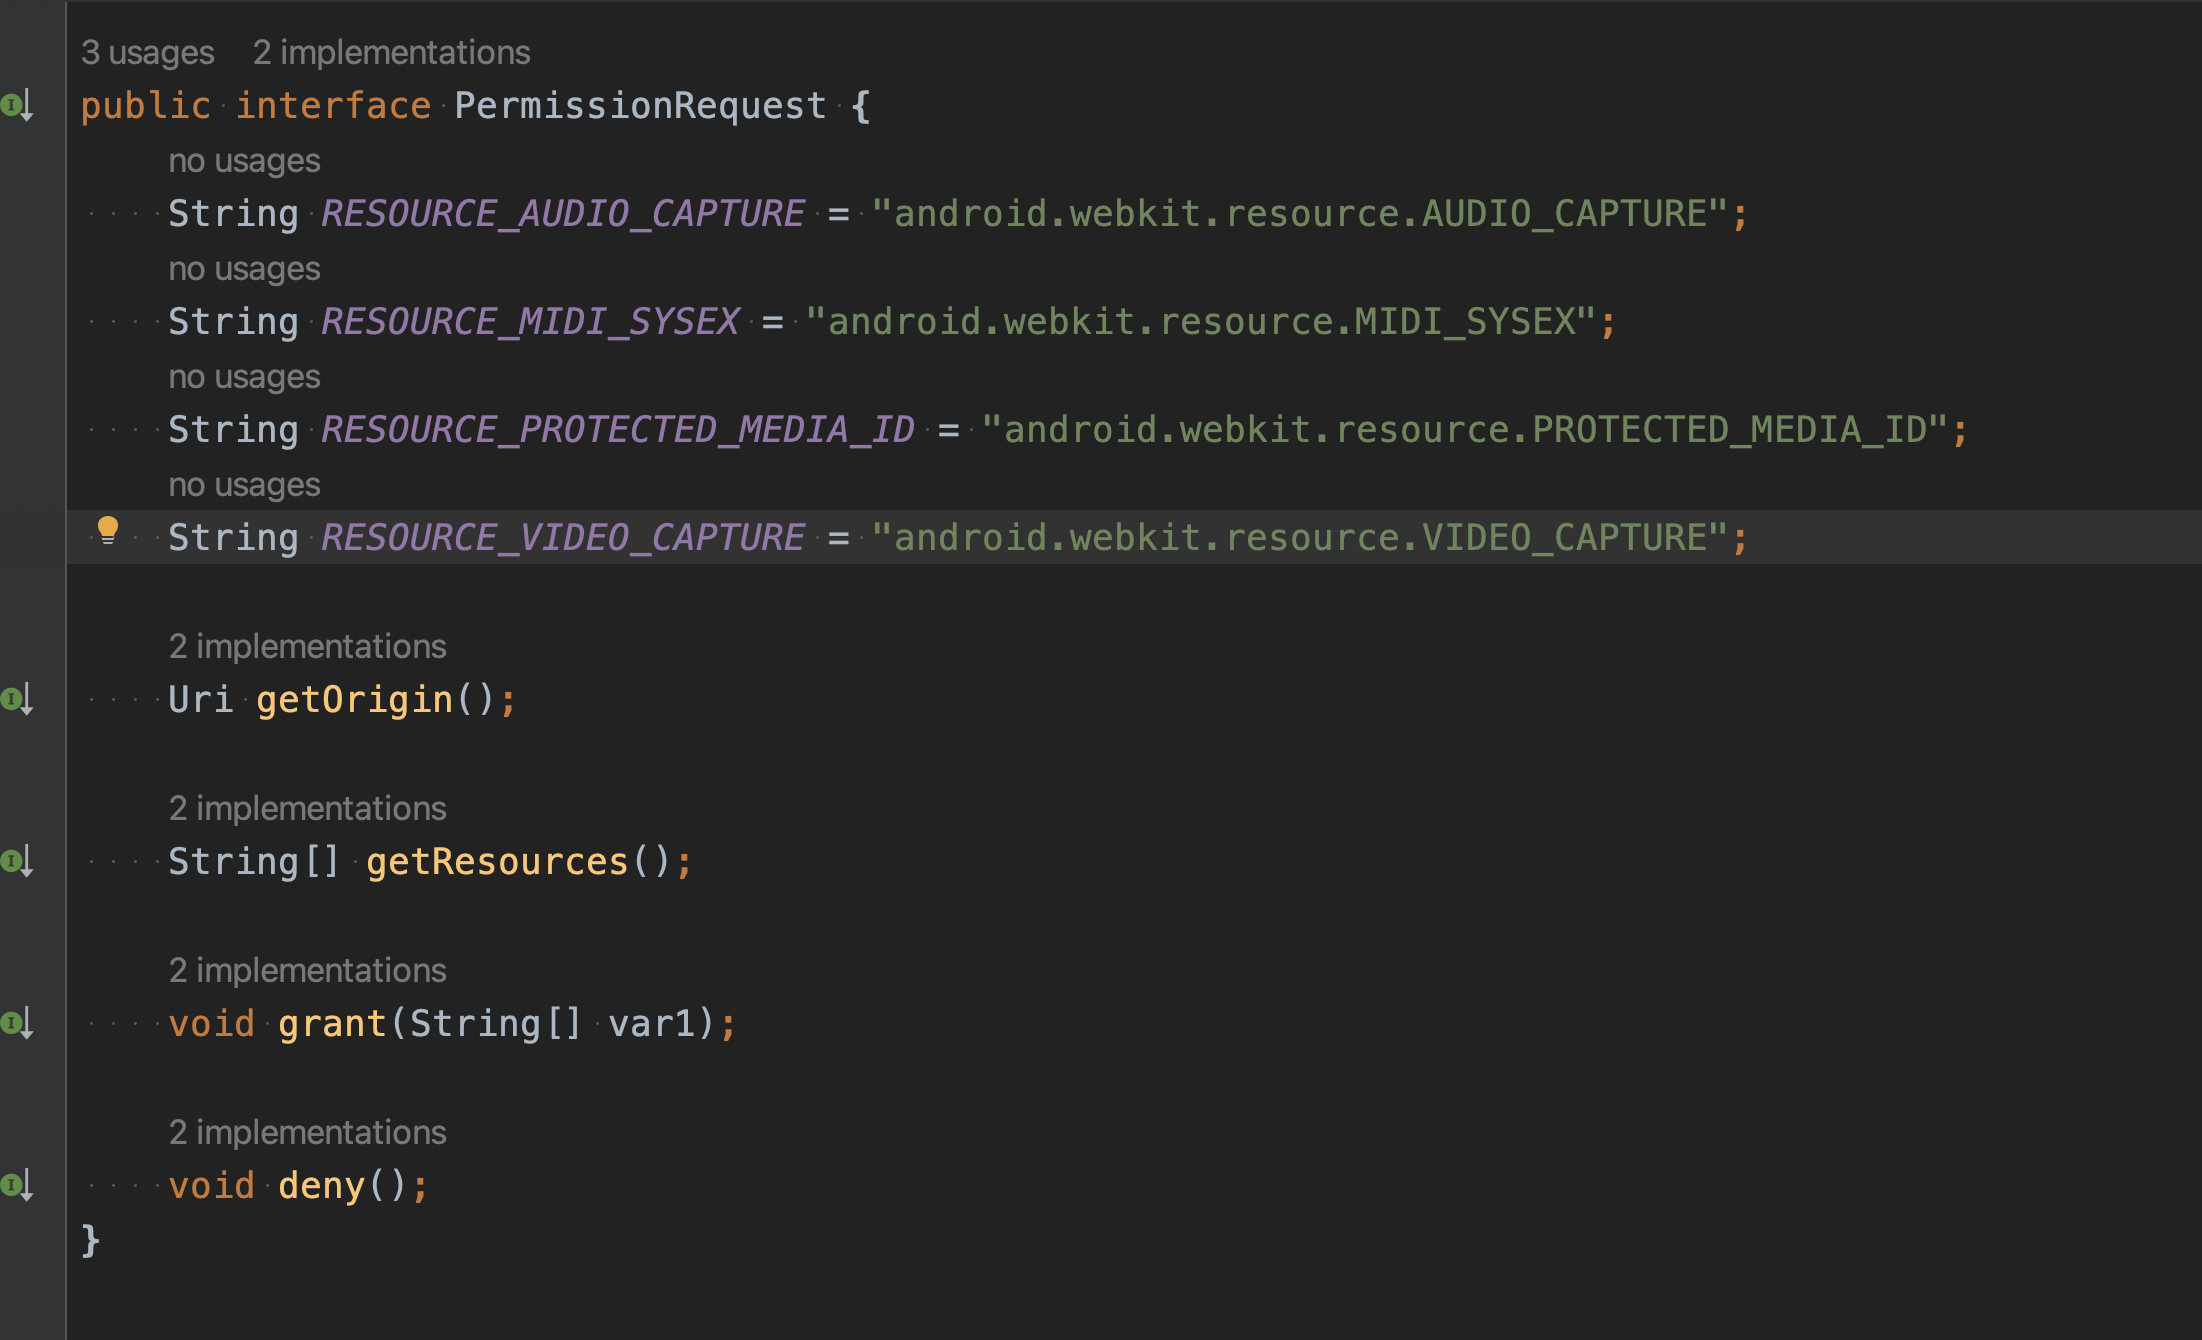 3 usages 2 implementations
public interface PermissionRequest {
no usages
String RESOURCE_AUDIO_CAPTURE = "android.webkit.resource.AUDIO_CAPTURE";
no usages
String RESOURCE_MIDI_SYSEX = "android.webkit.resource.MIDI_SYSEX";
no usages
String RESOURCE_PROTECTED_MEDIA_ID = "android.webkit.resource.PROTECTED_MEDIA_ID";
no usages
String RESOURCE_VIDEO_CAPTURE = "android.webkit.resource.VIDEO_CAPTURE";
2 implementations
Uri getOrigin();
2 implementations
String[] getResources();
2 implementations
void grant(String[] var1);
2 implementations
void deny();
}